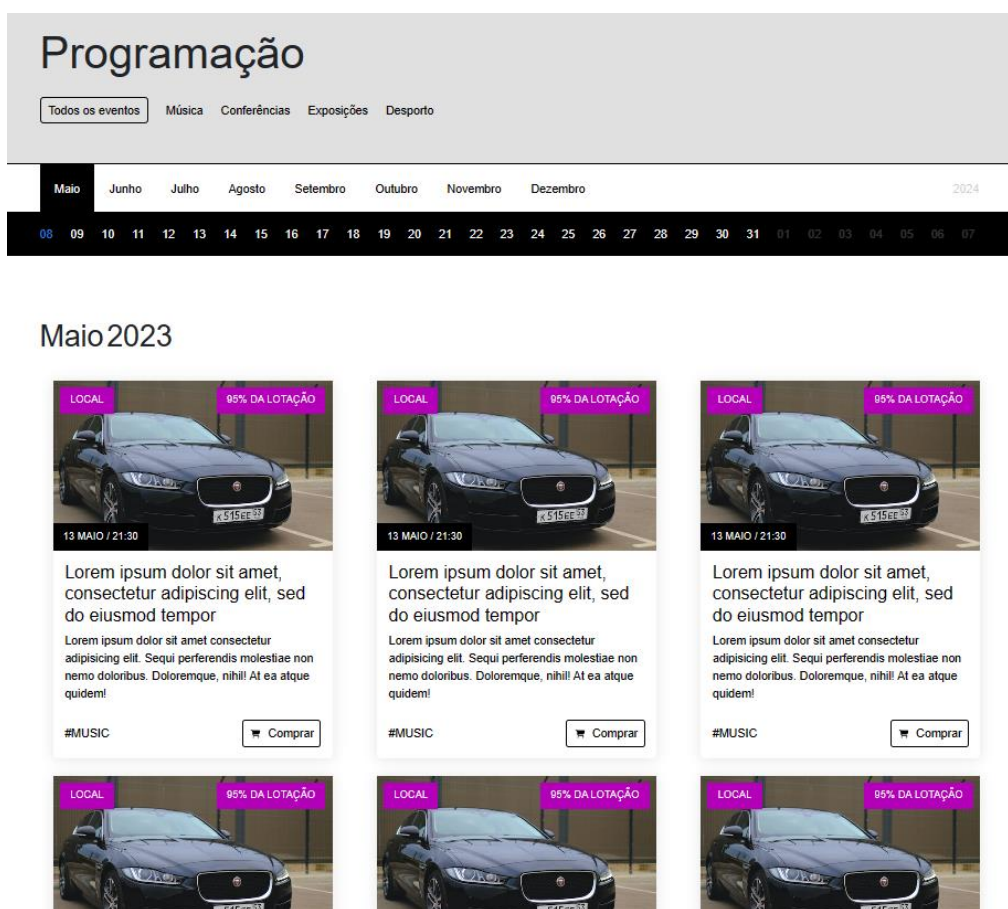 Programação
Todos os eventos Música Conferências Exposições Desporto
Maio Junho Julho Agosto Setembro Outubro Novembro Dezembro 2024
08 09 10 11 12 13 14 15 16 17 18 19 20 21 22 23 24 25 26 27 28 29 30 31 01 02 03 04 05 06 07
Maio 2023
LOCAL 95% DA LOTAÇÃO
К515ЕЕ 53
13 MAIO / 21:30
Lorem ipsum dolor sit amet,
consectetur adipiscing elit, sed
do eiusmod tempor
Lorem ipsum dolor sit amet consectetur
adipisicing elit. Sequi perferendis molestiae non
nemo doloribus. Doloremque, nihil! At ea atque
quidem!
#MUSIC Comprar
LOCAL 95% DA LOTAÇÃO
К515ЕЕ 53
13 MAIO / 21:30
Lorem ipsum dolor sit amet,
consectetur adipiscing elit, sed
do eiusmod tempor
Lorem ipsum dolor sit amet consectetur
adipisicing elit. Sequi perferendis molestiae non
nemo doloribus. Doloremque, nihil! At ea atque
quidem!
#MUSIC Comprar
LOCAL 95% DA LOTAÇÃO
К515ЕЕ 53
13 MAIO / 21:30
Lorem ipsum dolor sit amet,
consectetur adipiscing elit, sed
do eiusmod tempor
Lorem ipsum dolor sit amet consectetur
adipisicing elit. Sequi perferendis molestiae non
nemo doloribus. Doloremque, nihil! At ea atque
quidem!
#MUSIC Comprar
LOCAL 95% DA LOTAÇÃO
LOCAL 95% DA LOTAÇÃO
LOCAL 95% DA LOTAÇÃO